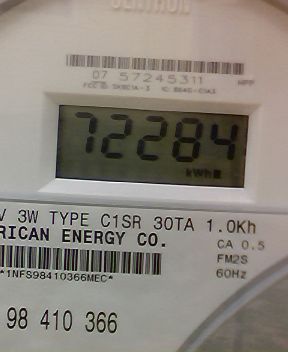 CENTRON
07 57245311
72284
kWh
V 3W TYPE C1SR 30TA 1.0Kh
RICAN ENERGY CO.
CA 0.5
FM2S
60Hz
*1NFS98410366MEC*
98 410 366